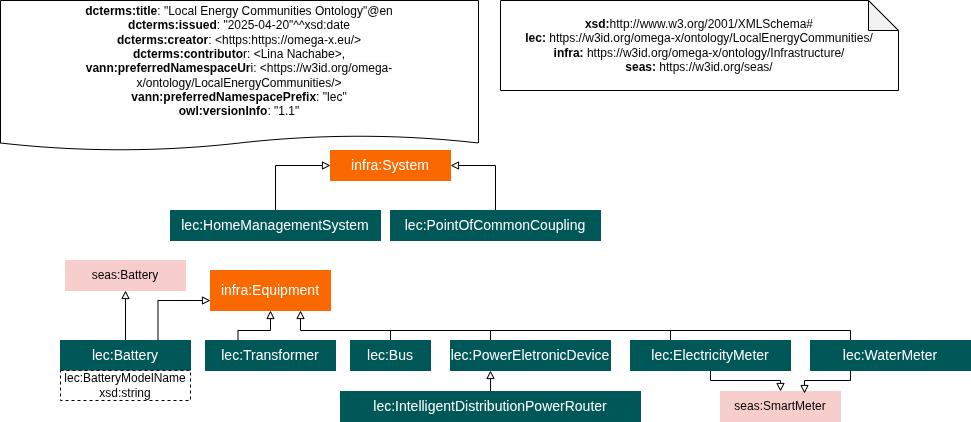 dcterms:title: "Local Energy Communities Ontology"@en
dcterms:issued: "2025-04-20"^^xsd:date
dcterms:creator: <https:https://omega-x.eu/>
dcterms:contributor: <Lina Nachabe>,
vann:preferredNamespaceUri: <https://w3id.org/omega-
x/ontology/LocalEnergyCommunities/>
vann:preferredNamespacePrefix: "lec"
owl:versionInfo: "1.1"
xsd:http://www.w3.org/2001/XMLSchema#
lec: https://w3id.org/omega-x/ontology/LocalEnergyCommunities/
infra: https://w3id.org/omega-x/ontology/Infrastructure/
seas: https://w3id.org/seas/
infra:System
lec:HomeManagementSystem
lec:PointOfCommonCoupling
seas:Battery
infra:Equipment
lec:Battery
lec:Transformer
lec:Bus
lec:PowerEletronicDevice
lec:ElectricityMeter
lec:WaterMeter
lec:BatteryModelName
xsd:string
lec:IntelligentDistributionPowerRouter
seas:SmartMeter